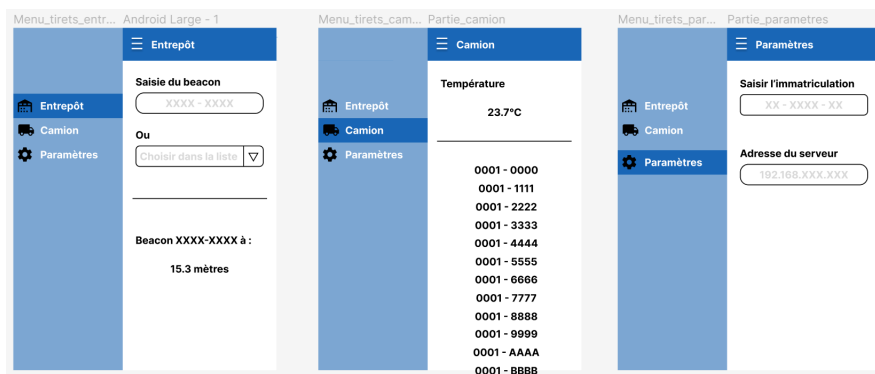 Menu_tirets_entr...
Android Large - 1
Entrepôt
Entrepôt
Camion
Paramètres
Saisie du beacon
XXXX - XXXX
Ou
Choisir dans la liste
Beacon XXXX-XXXX à :
15.3 mètres
Menu_tirets_cam...
Partie_camion
Camion
Entrepôt
Camion
Paramètres
Température
23.7°C
0001 - 0000
0001 - 1111
0001 - 2222
0001 - 3333
0001 - 4444
0001 - 5555
0001 - 6666
0001 - 7777
0001 - 8888
0001 - 9999
0001 - AAAA
0001 - BBBB
Menu_tirets_par...
Partie_parametres
Paramètres
Entrepôt
Camion
Paramètres
Saisir l'immatriculation
XX - XXXX - XX
Adresse du serveur
192.168.XXX.XXX